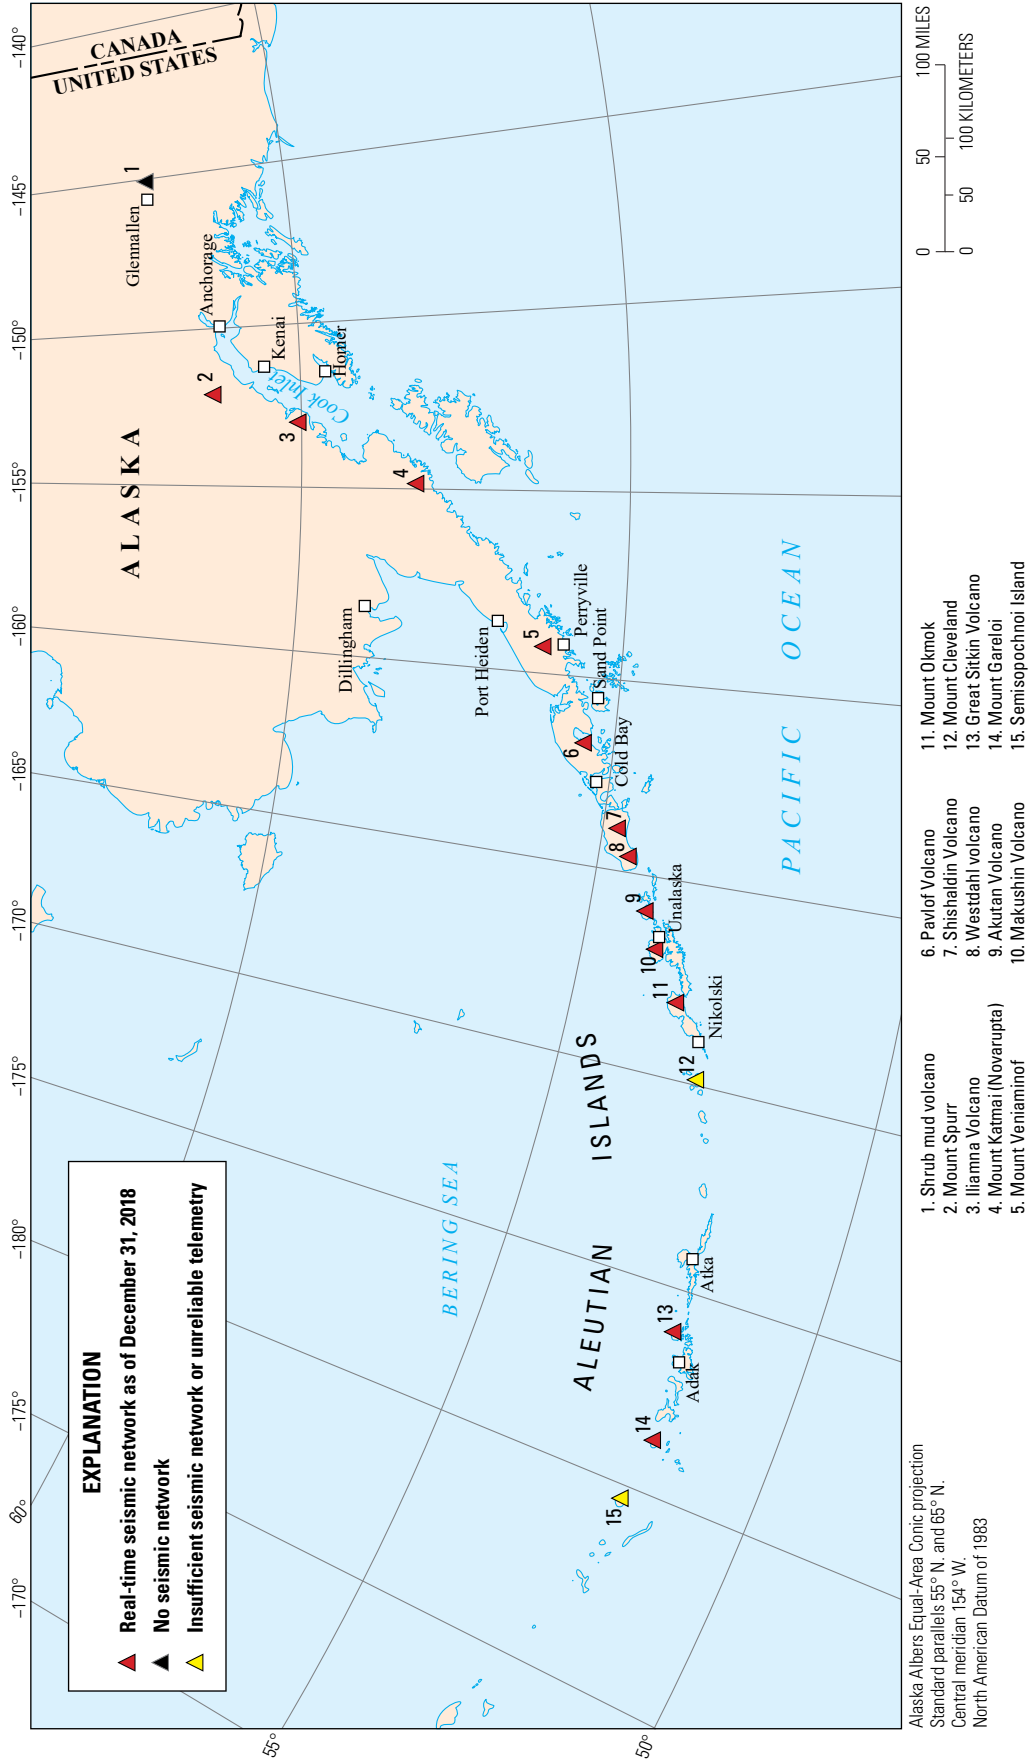 -170°
60°
-175°
-180°
-175°
-170°
-165°
-160°
-155°
-150°
-145°
-140°
55°
50°
EXPLANATION
Real-time seismic network as of December 31, 2018
No seismic network
Insufficient seismic network or unreliable telemetry
CANADA
UNITED STATES
ALASKA
Glennallen
1
Anchorage
2
Kenai
Cook Inlet
3
Homer
4
Dillingham
Port Heiden
5
Perryville
Sand Point
6
Cold Bay
7
8
9
Unalaska
10
11
Nikolski
12
BERING SEA
ALEUTIAN ISLANDS
PACIFIC OCEAN
Atka
13
Adak
14
15
Alaska Albers Equal-Area Conic projection
Standard parallels 55° N. and 65° N.
Central meridian 154° W.
North American Datum of 1983
1. Shrub mud volcano
2. Mount Spurr
3. Iliamna Volcano
4. Mount Katmai (Novarupta)
5. Mount Veniaminof
6. Pavlof Volcano
7. Shishaldin Volcano
8. Westdahl volcano
9. Akutan Volcano
10. Makushin Volcano
11. Mount Okmok
12. Mount Cleveland
13. Great Sitkin Volcano
14. Mount Gareloi
15. Semisopochnoi Island
0 50 100 MILES
0 50 100 KILOMETERS